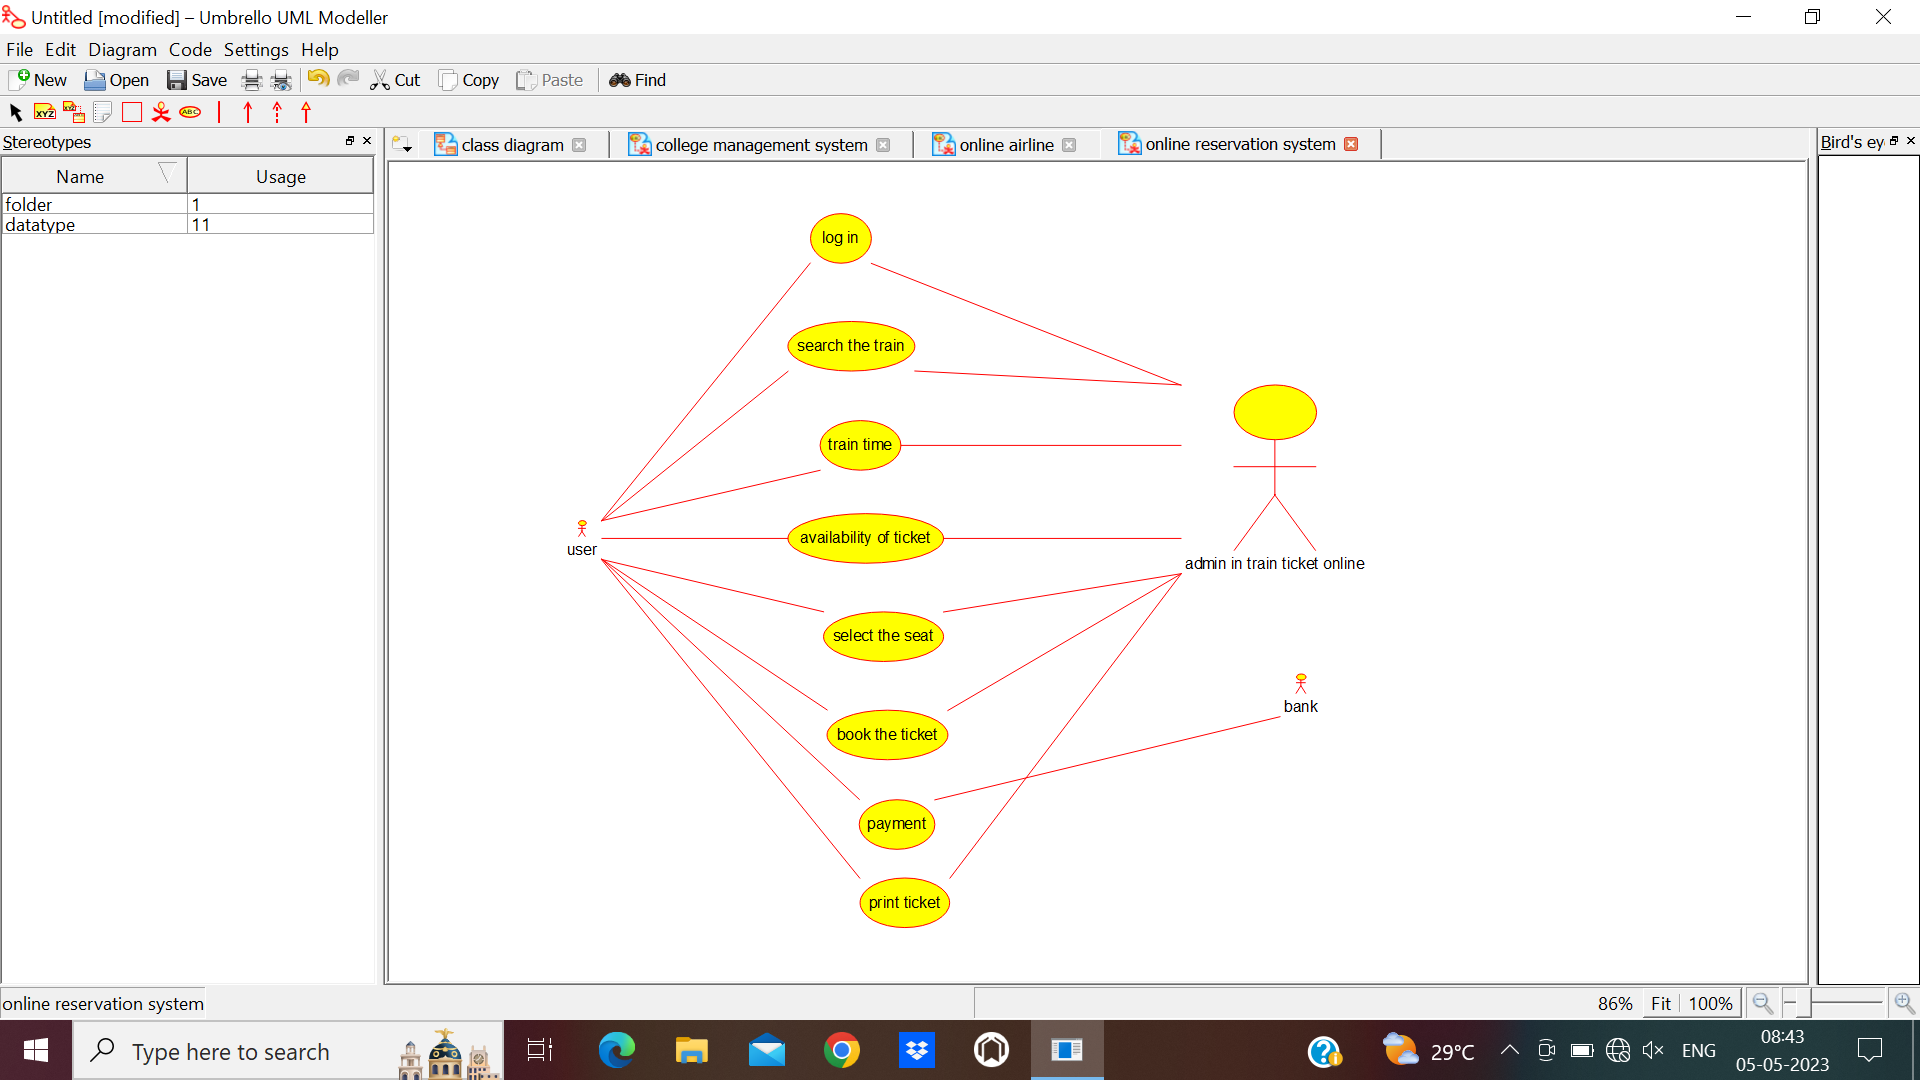 Untitled [modified] – Umbrello UML Modeller
File Edit Diagram Code Settings Help
New Open Save Cut Copy Paste Find
XYZ XYZ ABC
Stereotypes
Name Usage
folder 1
datatype 11
class diagram college management system online airline online reservation system
Bird's ey
log in
search the train
train time
user
availability of ticket
admin in train ticket online
select the seat
bank
book the ticket
payment
print ticket
online reservation system
86% Fit 100%
Type here to search
29°C
ENG
08:43
05-05-2023